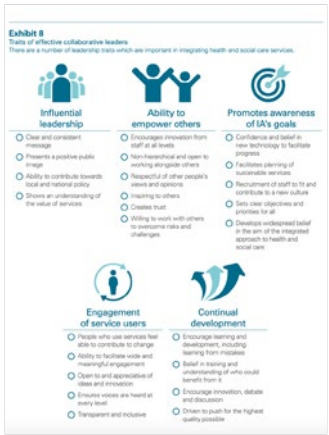 Exhibit 8
Traits of effective collaborative leaders
There are a number of leadership traits which are important in integrating health and social care services.
Influential
leadership
Clear and consistent
message
Presents a positive public
image
Ability to contribute towards
local and national policy
Shows an understanding of
the value of services
Ability to
empower others
Encourages innovation from
staff at all levels
Non-hierarchical and open to
working alongside others
Respectful of other people's
views and opinions
Inspiring to others
Creates trust
Willing to work with others
to overcome risks and
challenges
Promotes awareness
of IA's goals
Confidence and belief in
new technology to facilitate
progress
Facilitates planning of
sustainable services
Recruitment of staff to fit and
contribute to a new culture
Sets clear objectives and
priorities for all
Develops widespread belief
in the aim of the integrated
approach to health and
social care
Engagement
of service users
People who use services feel
able to contribute to change
Ability to facilitate wide and
meaningful engagement
Open to and appreciative of
ideas and innovation
Ensures voices are heard at
every level
Transparent and inclusive
Continual
development
Encourage learning and
development, including
learning from mistakes
Belief in training and
understanding of who could
benefit from it
Encourage innovation, debate
and discussion
Driven to push for the highest
quality possible